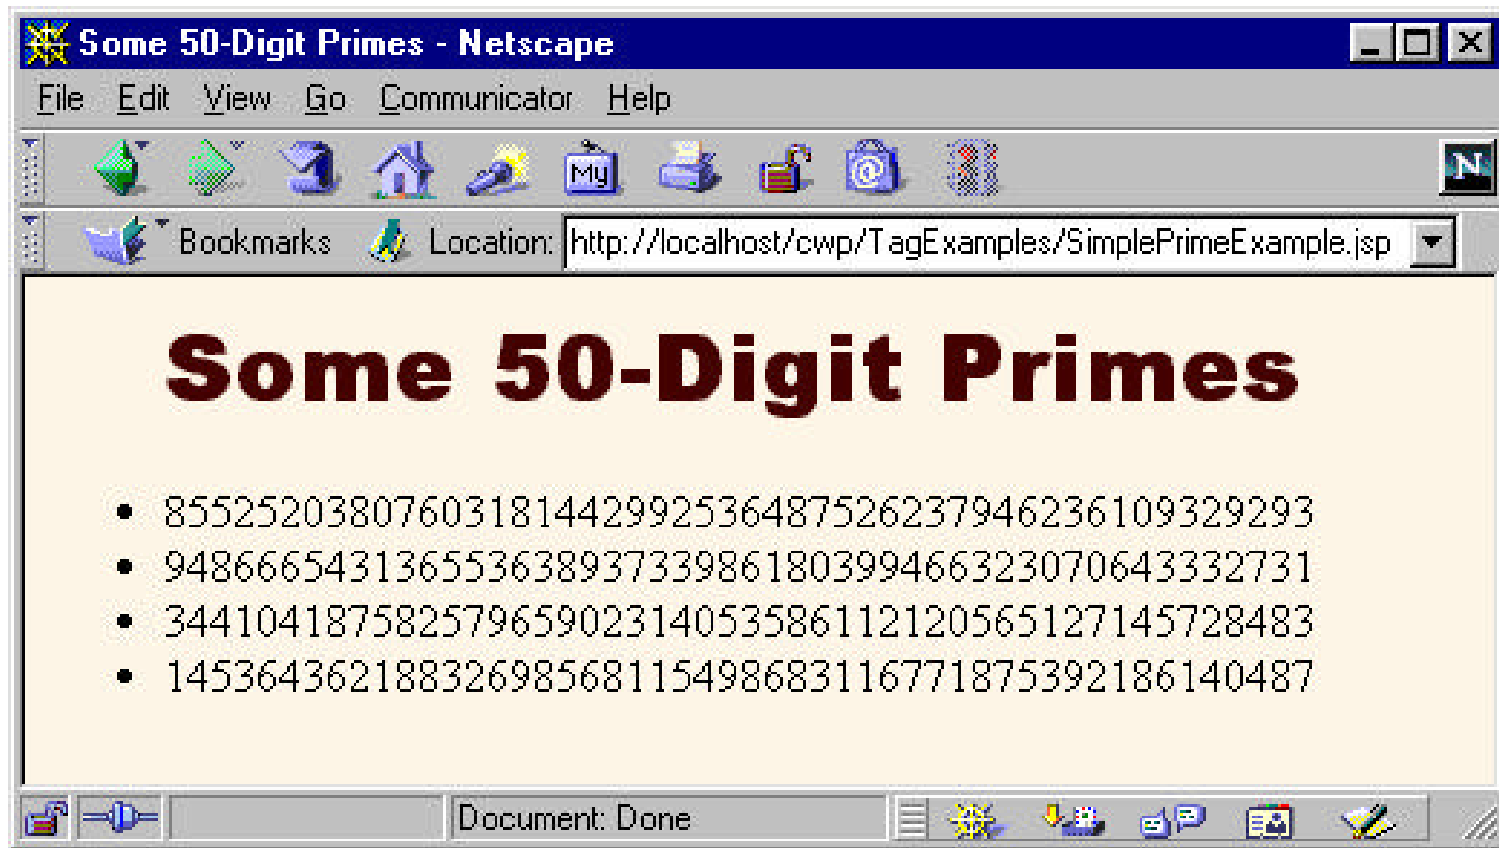 Some 50-Digit Primes - Netscape
File Edit View Go Communicator Help
My
N
Bookmarks Location: http://localhost/cwp/TagExamples/SimplePrimeExample.jsp
Some 50-Digit Primes
• 85525203807603181442992536487526237946236109329293
• 94866654313655363893733986180399466323070643332731
• 34410418758257965902314053586112120565127145728483
• 14536436218832698568115498683116771875392186140487
Document: Done